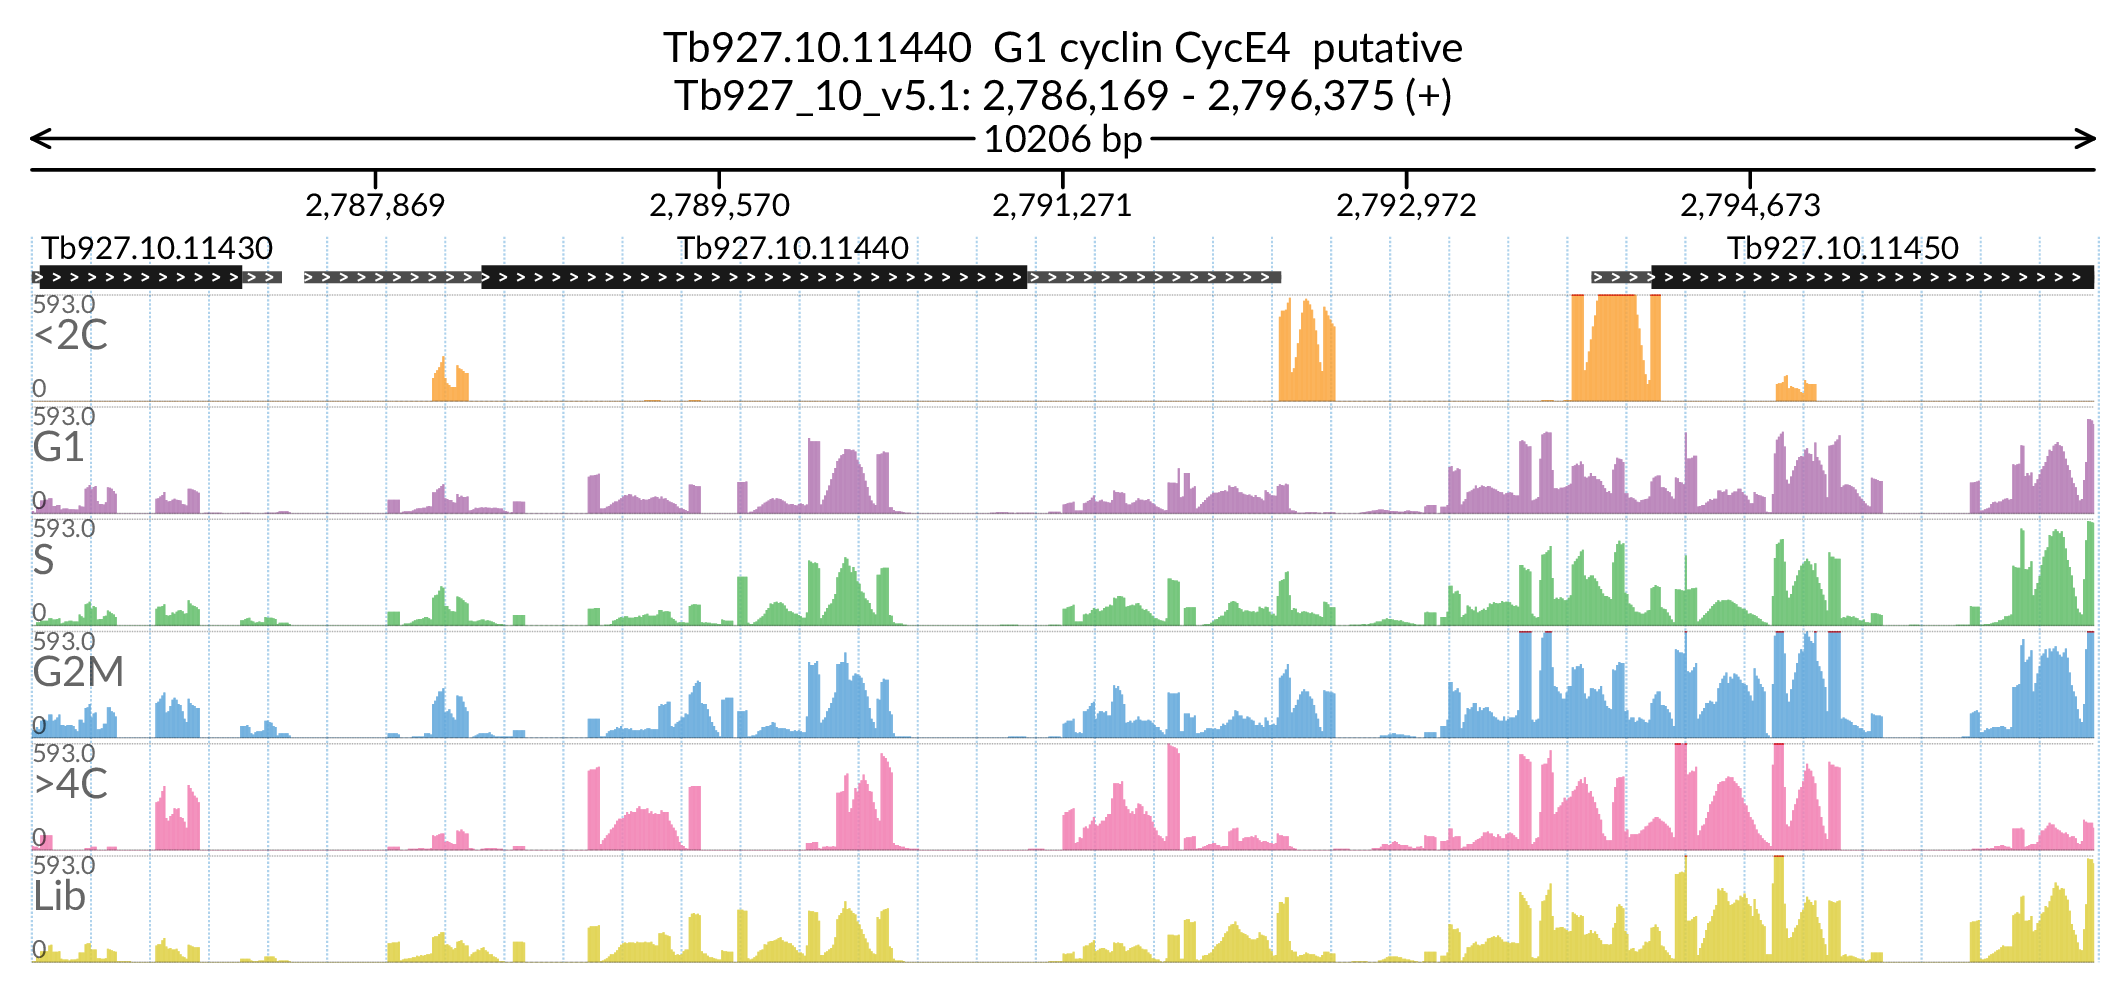 Tb927.10.11440  G1 cyclin CycE4  putative
Tb927_10_v5.1: 2,786,169 - 2,796,375 (+)
10206 bp
2,787,869 2,789,570 2,791,271 2,792,972 2,794,673
Tb927.10.11430 Tb927.10.11440 Tb927.10.11450
593.0
<2C
0
593.0
G1
0
593.0
S
0
593.0
G2M
0
593.0
>4C
0
593.0
Lib
0